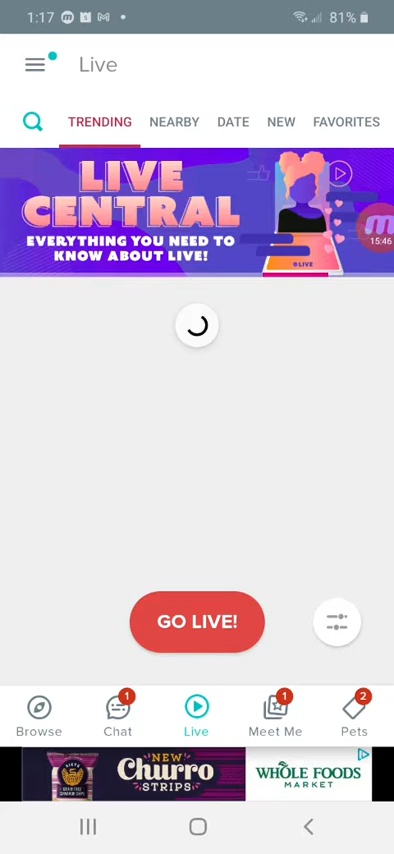 1:17
81%
Live
TRENDING NEARBY DATE NEW FAVORITES
LIVE
CENTRAL
EVERYTHING YOU NEED TO
KNOW ABOUT LIVE!
LIVE
15:46
GO LIVE!
1 1 2
Browse Chat Live Meet Me Pets
NEW
Churro
STRIPS
WHOLE FOODS
MARKET